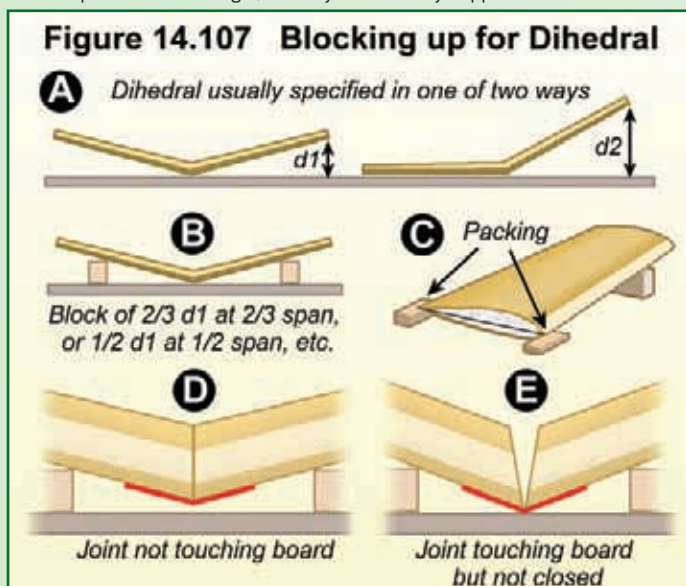 Figure 14.107 Blocking up for Dihedral
A Dihedral usually specified in one of two ways
d1
d2
B
C Packing
Block of 2/3 d1 at 2/3 span,
or 1/2 d1 at 1/2 span, etc.
D
E
Joint not touching board
Joint touching board
but not closed